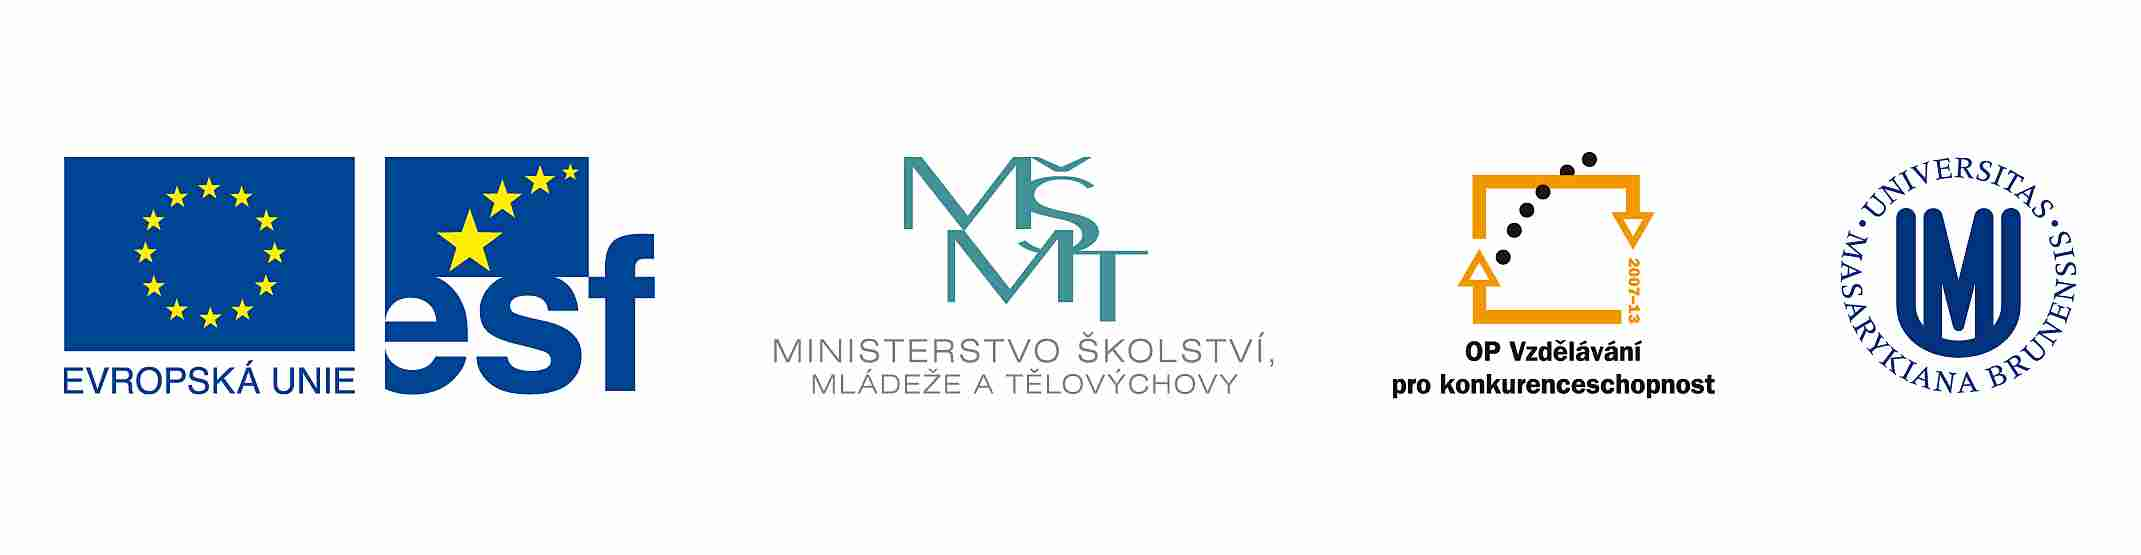 EVROPSKÁ UNIE
esf
MŠMT
MINISTERSTVO ŠKOLSTVÍ,
MLÁDEŽE A TĚLOVÝCHOVY
2007-13
OP Vzdělávání
pro konkurenceschopnost
UNIVERSITAS · MASARYKIANA BRUNENSIS ·
MU